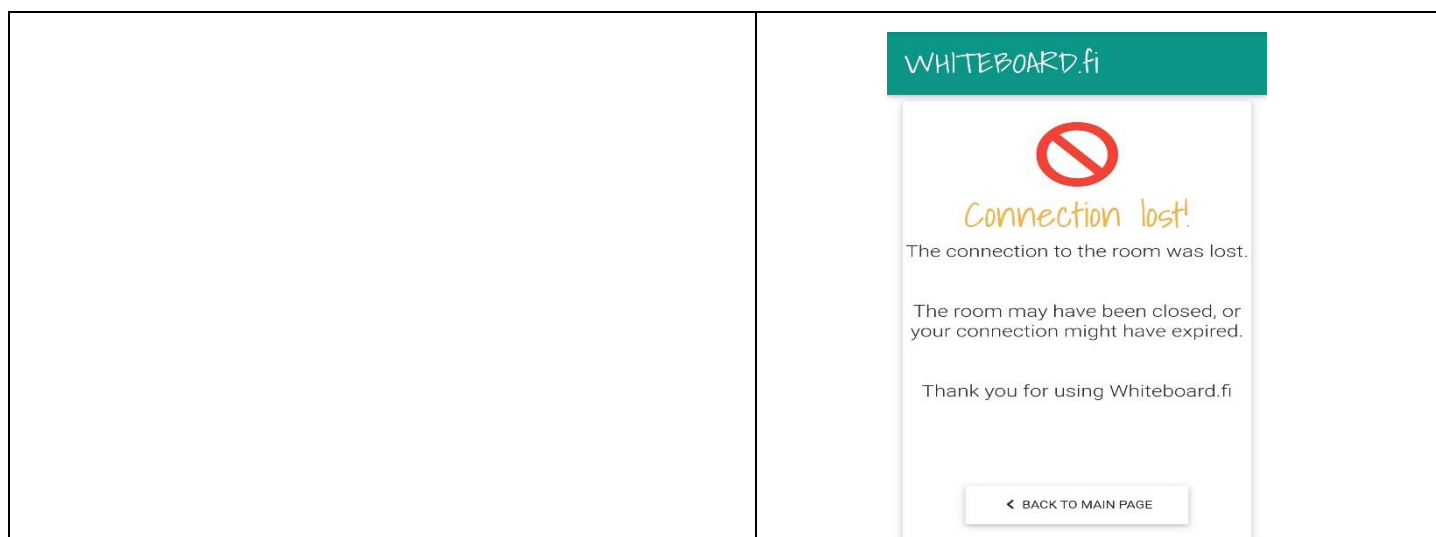 WHITEBOARD.fi
Connection lost!
The connection to the room was lost.
The room may have been closed, or
your connection might have expired.
Thank you for using Whiteboard.fi
< BACK TO MAIN PAGE